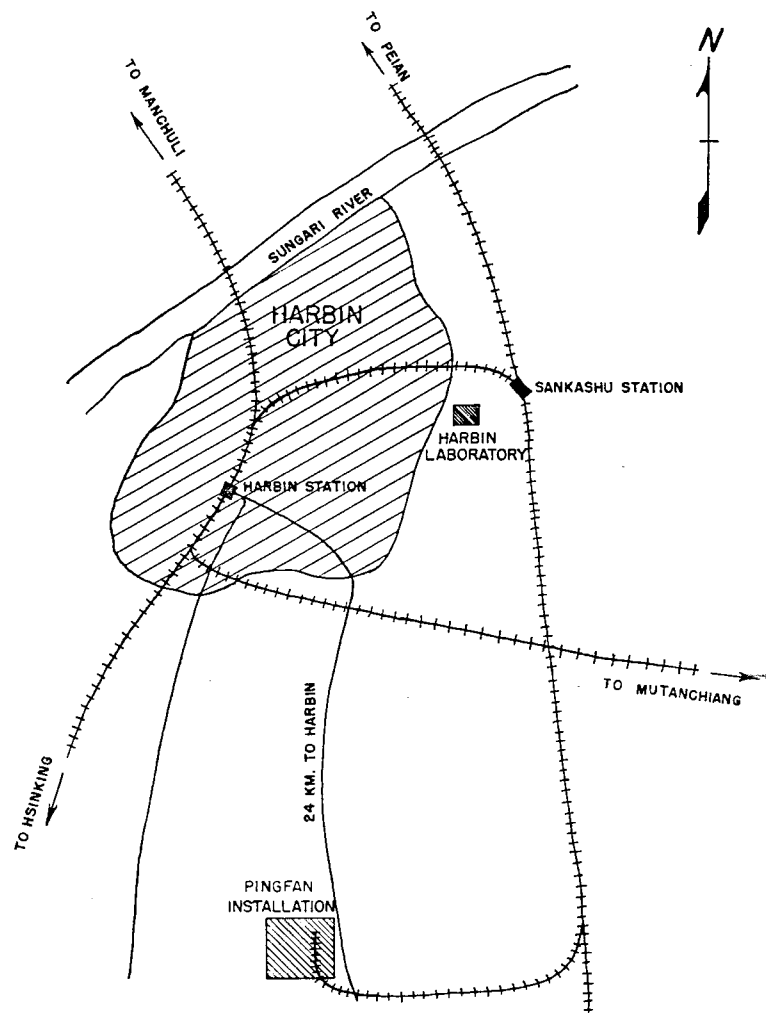 TO PEIAN
N
TO MANCHULI
SUNGARI RIVER
HARBIN
CITY
SANKASHU STATION
HARBIN
LABORATORY
HARBIN STATION
TO MUTANCHIANG
24 KM. TO HARBIN
TO HSINKING
PINGFAN
INSTALLATION